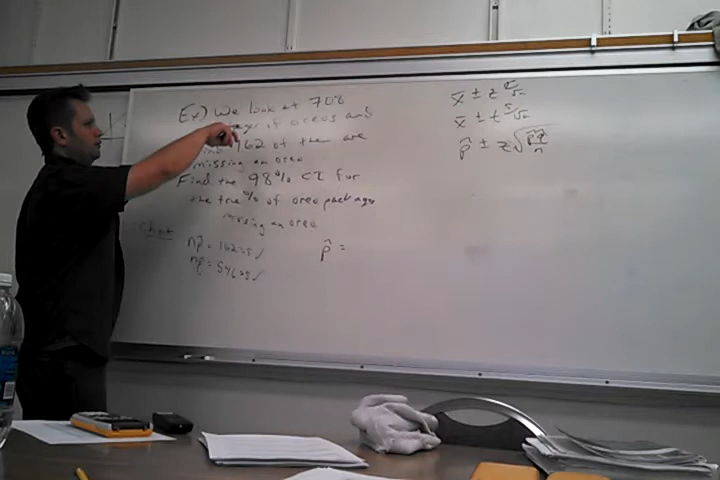 Ex) We look at 708
of oreos and
162 of them are
missing an oreo
Find the 98% CI for
the true % of oreo packages
missing an oreo
Check
np̂ = 162 ≥ 5 ✓
nq̂ = 546 ≥ 5 ✓
p̂ =
x̄ ± z σ/√n
x̄ ± t s/√n
p̂ ± z √(p̂q̂/n)